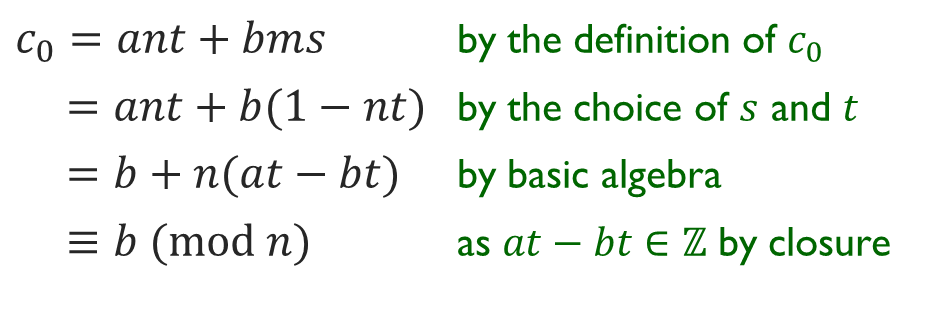 c₀ = ant + bms by the definition of c₀
= ant + b(1 − nt) by the choice of s and t
= b + n(at − bt) by basic algebra
≡ b (mod n) as at − bt ∈ ℤ by closure